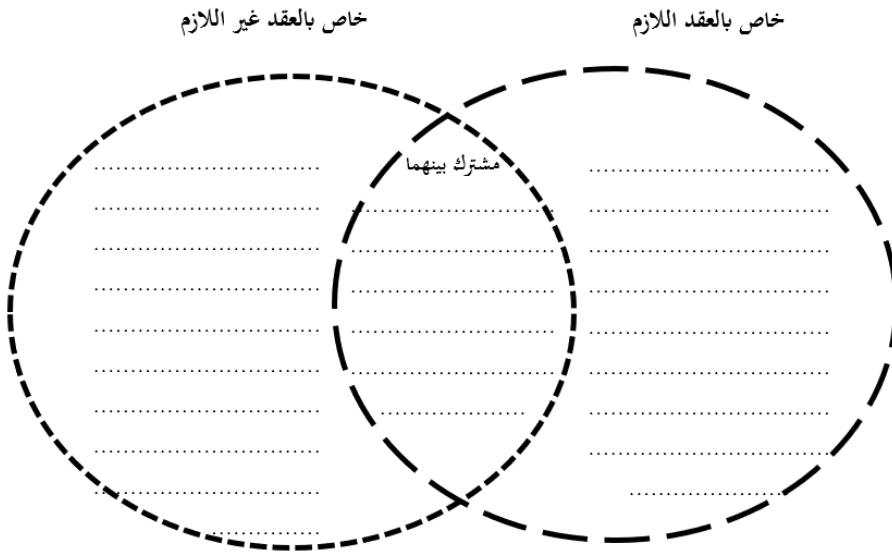 خاص بالعقد اللازم
خاص بالعقد غير اللازم
مشترك بينهما